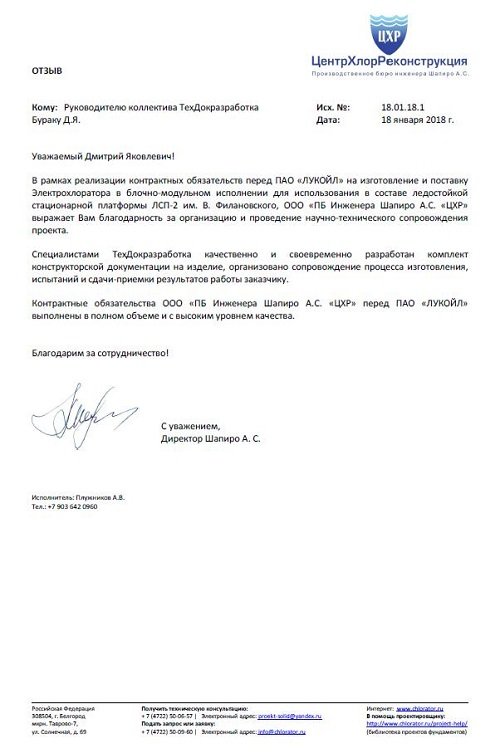 ЦХР
ЦентрХлорРеконструкция
Производственное бюро инженера Шапиро А.С.
ОТЗЫВ
Кому: Руководителю коллектива ТехДокразработка
Бураку Д.Я.
Исх. №: 18.01.18.1
Дата: 18 января 2018 г.
Уважаемый Дмитрий Яковлевич!
В рамках реализации контрактных обязательств перед ПАО «ЛУКОЙЛ» на изготовление и поставку
Электрохлоратора в блочно-модульном исполнении для использования в составе ледостойкой
стационарной платформы ЛСП-2 им. В. Филановского, ООО «ПБ Инженера Шапиро А.С. «ЦХР»
выражает Вам благодарность за организацию и проведение научно-технического сопровождения
проекта.
Специалистами ТехДокразработка качественно и своевременно разработан комплект
конструкторской документации на изделие, организовано сопровождение процесса изготовления,
испытаний и сдачи-приемки результатов работы заказчику.
Контрактные обязательства ООО «ПБ Инженера Шапиро А.С. «ЦХР» перед ПАО «ЛУКОЙЛ»
выполнены в полном объеме и с высоким уровнем качества.
Благодарим за сотрудничество!
С уважением,
Директор Шапиро А. С.
Исполнитель: Плужников А.В.
Тел.: +7 903 642 0960
Российская Федерация
308504, г. Белгород
мкрн. Таврово-7,
ул. Солнечная, д. 69
Получить техническую консультацию:
+ 7 (4722) 50-06-57 | Электронный адрес: proekt-solid@yandex.ru
Подать запрос или заявку:
+ 7 (4722) 50-09-60 | Электронный адрес: info@chlorator.ru
Интернет: www.chlorator.ru
В помощь проектировщику:
http://www.chlorator.ru/project-help/
(библиотека проектов фундаментов)